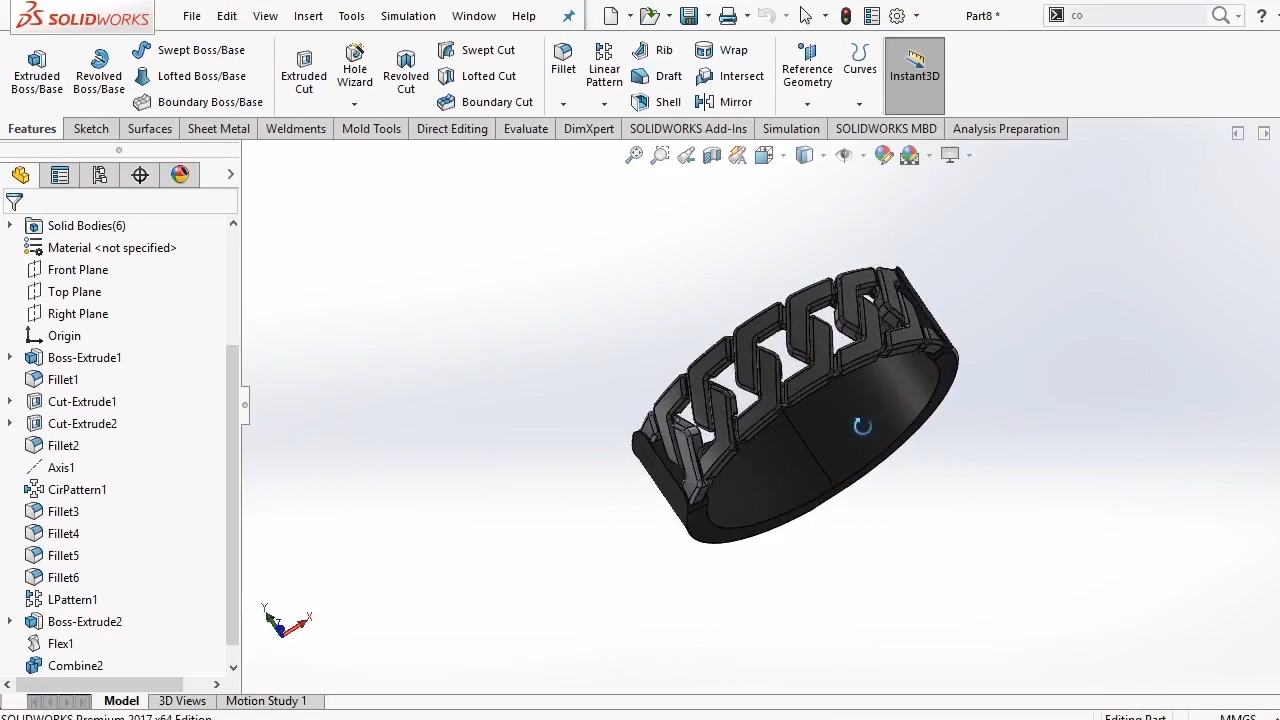 SOLIDWORKS File Edit View Insert Tools Simulation Window Help Part8 * co ?
Extruded Boss/Base
Revolved Boss/Base
Swept Boss/Base
Lofted Boss/Base
Boundary Boss/Base
Extruded Cut
Hole Wizard
Revolved Cut
Swept Cut
Lofted Cut
Boundary Cut
Fillet
Linear Pattern
Rib
Draft
Shell
Wrap
Intersect
Mirror
Reference Geometry
Curves
Instant3D
Features Sketch Surfaces Sheet Metal Weldments Mold Tools Direct Editing Evaluate DimXpert SOLIDWORKS Add-Ins Simulation SOLIDWORKS MBD Analysis Preparation
Solid Bodies(6)
Material <not specified>
Front Plane
Top Plane
Right Plane
Origin
Boss-Extrude1
Fillet1
Cut-Extrude1
Cut-Extrude2
Fillet2
Axis1
CirPattern1
Fillet3
Fillet4
Fillet5
Fillet6
LPattern1
Boss-Extrude2
Flex1
Combine2
Y X Z
Model 3D Views Motion Study 1
SOLIDWORKS Premium 2017 x64 Edition Editing Part MMGS